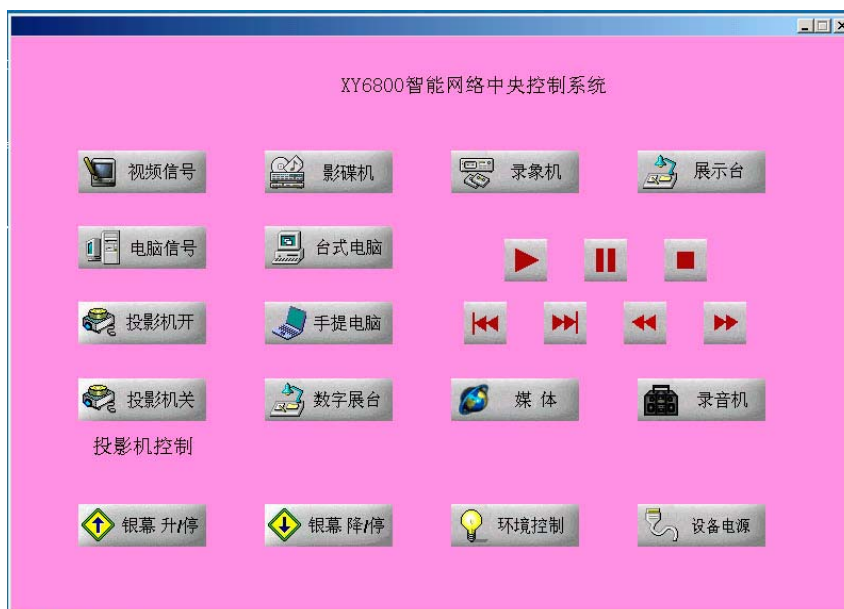 XY6800智能网络中央控制系统
视频信号
影碟机
录象机
展示台
电脑信号
台式电脑
投影机开
手提电脑
投影机关
数字展台
媒 体
录音机
投影机控制
银幕 升/停
银幕 降/停
环境控制
设备电源